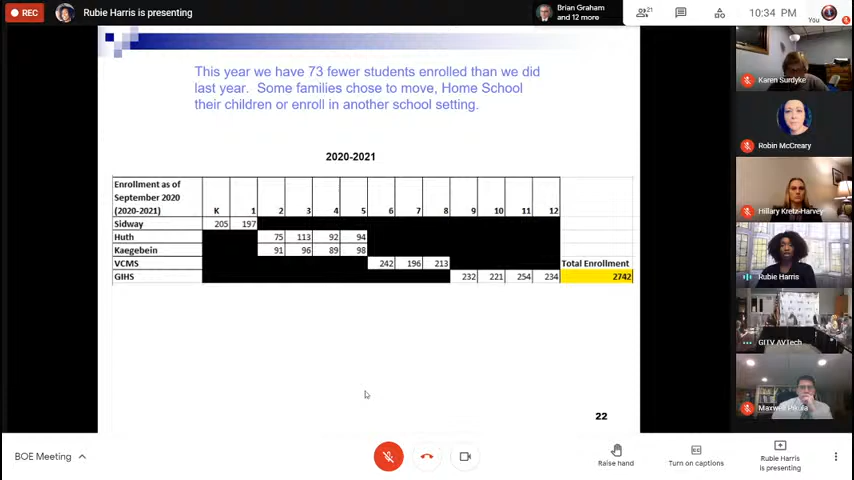 REC
Rubie Harris is presenting
Brian Graham
and 12 more
21
10:34 PM
You
This year we have 73 fewer students enrolled than we did
last year. Some families chose to move, Home School
their children or enroll in another school setting.
2020-2021
Enrollment as of
September 2020
(2020-2021) K 1 2 3 4 5 6 7 8 9 10 11 12
Sidway 205 197
Huth 75 113 92 94
Kaegebein 91 96 89 98
VCMS 242 196 213 Total Enrollment
GIHS 232 221 254 234 2742
22
Karen Surdyke
Robin McCreary
Hillary Kretz-Harvey
Rubie Harris
GITV AVTech
Maxwell Pikula
BOE Meeting
Raise hand
Turn on captions
Rubie Harris
is presenting